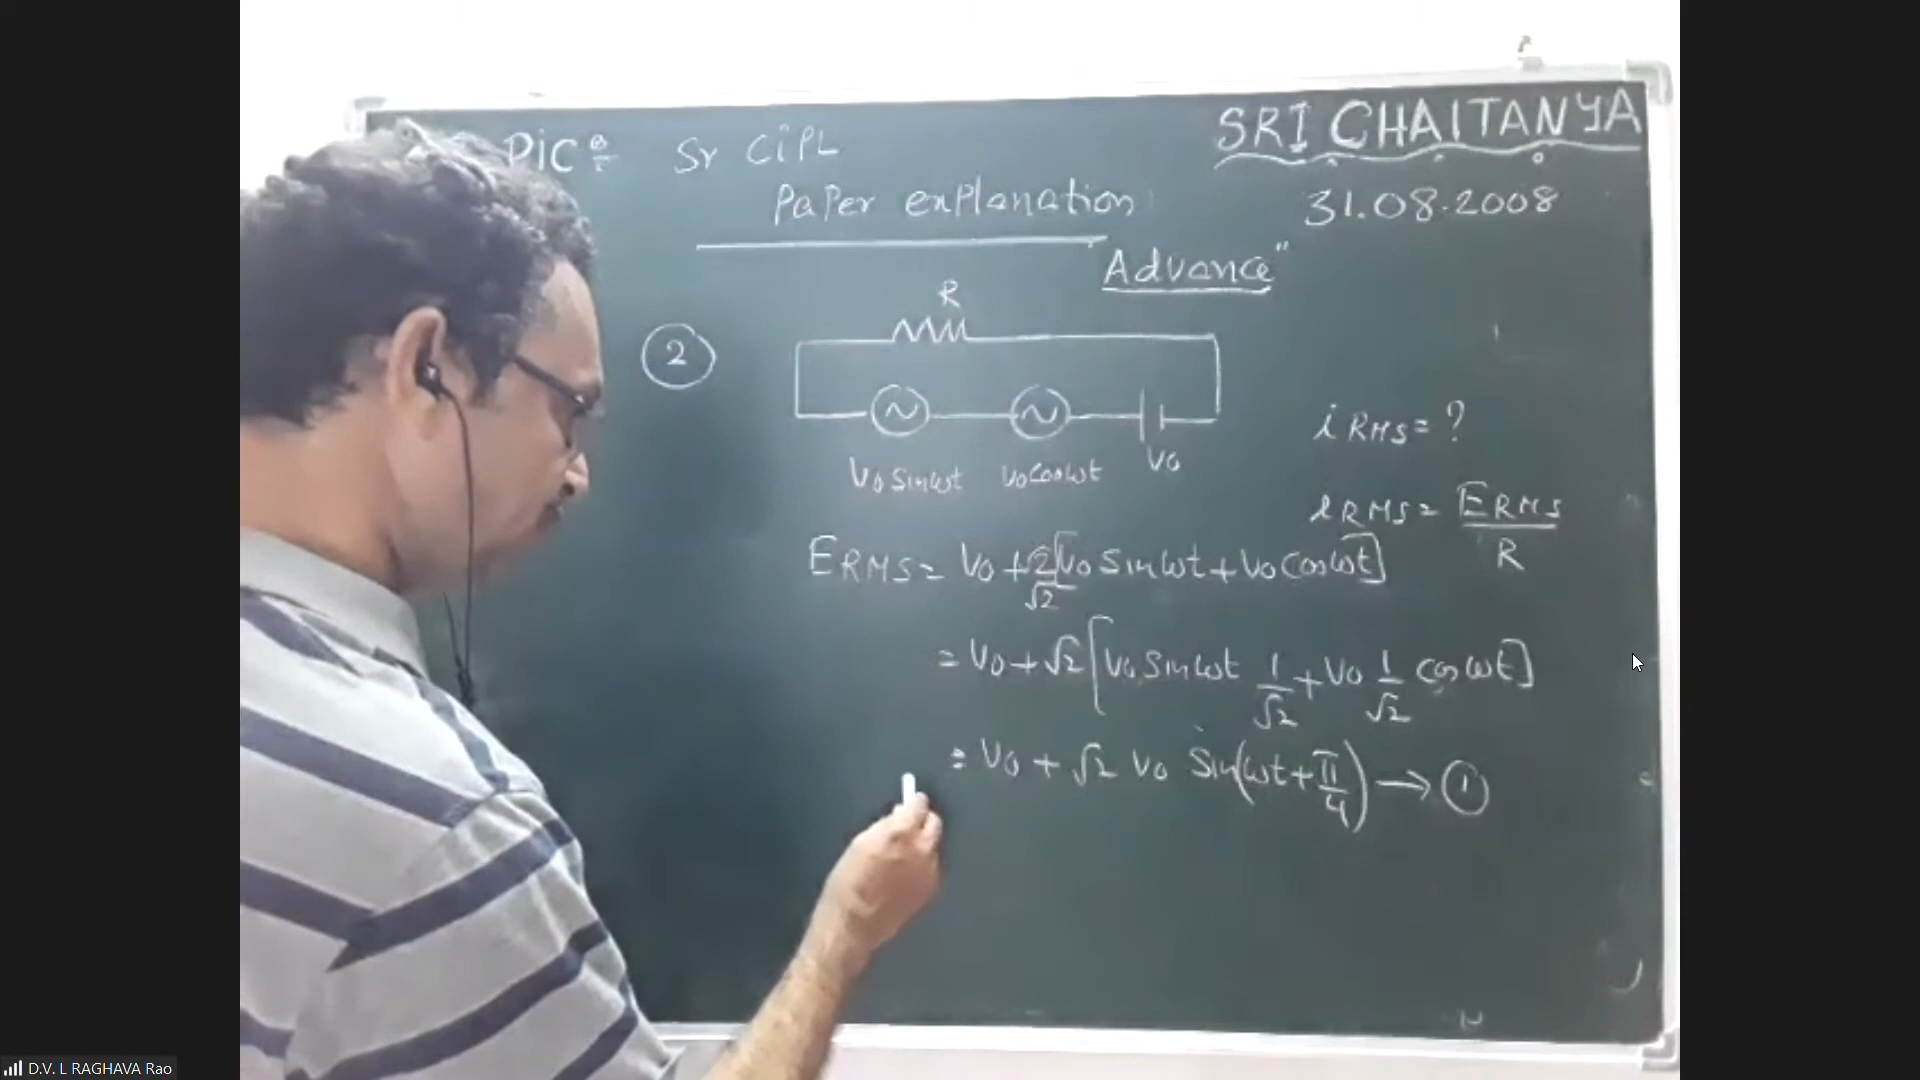 PIC:
Sr CiPL
SRI CHAITANYA
PaPer explanation
31.08.2008
"Advance"
R
2
i RMS = ?
V0 Sinωt
V0 Cosωt
V0
iRMS = ERMS / R
ERMS = V0 + √2/√2 [V0 Sinωt + V0 Cosωt]
= V0 + √2 [V0 Sinωt 1/√2 + V0 1/√2 cosωt]
= V0 + √2 V0 Sin(ωt + π/4) → 1
D.V. L RAGHAVA Rao